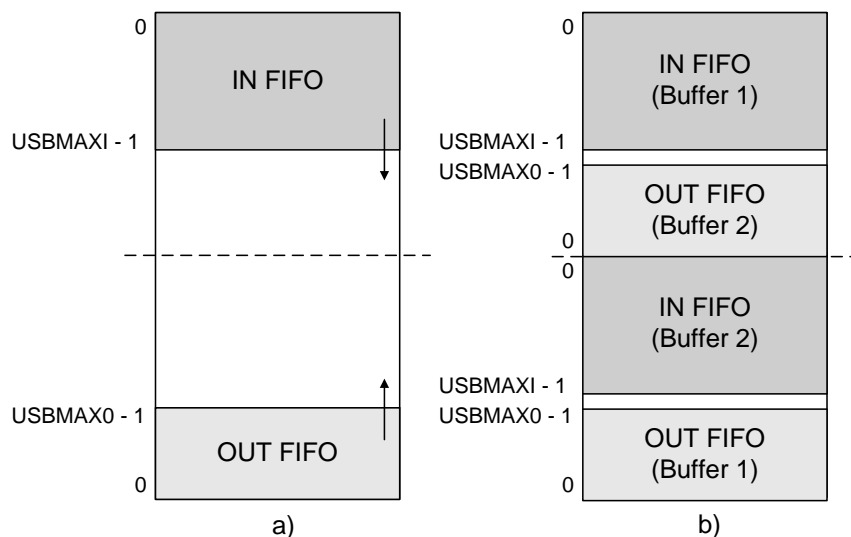 0
IN FIFO
USBMAXI - 1
USBMAX0 - 1
OUT FIFO
0
a)
IN FIFO
(Buffer 1)
USBMAXI - 1
USBMAX0 - 1
OUT FIFO
(Buffer 2)
0
0
IN FIFO
(Buffer 2)
USBMAXI - 1
USBMAX0 - 1
OUT FIFO
(Buffer 1)
0
b)